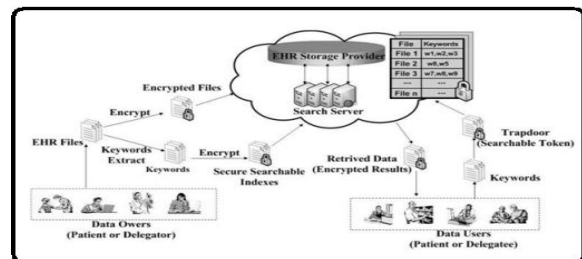 File Keywords
File 1 w1,w2,w3
File 2 w8,w5
File 3 w7,w8,w9
... ...
File n ...
EHR Storage Provider
Search Server
Encrypted Files
Encrypt
EHR Files
Keywords
Extract
Keywords
Encrypt
Secure Searchable
Indexes
Retrived Data
(Encrypted Results)
Trapdoor
(Searchable Token)
Keywords
Data Owers
(Patient or Delegator)
Data Users
(Patient or Delegatee)